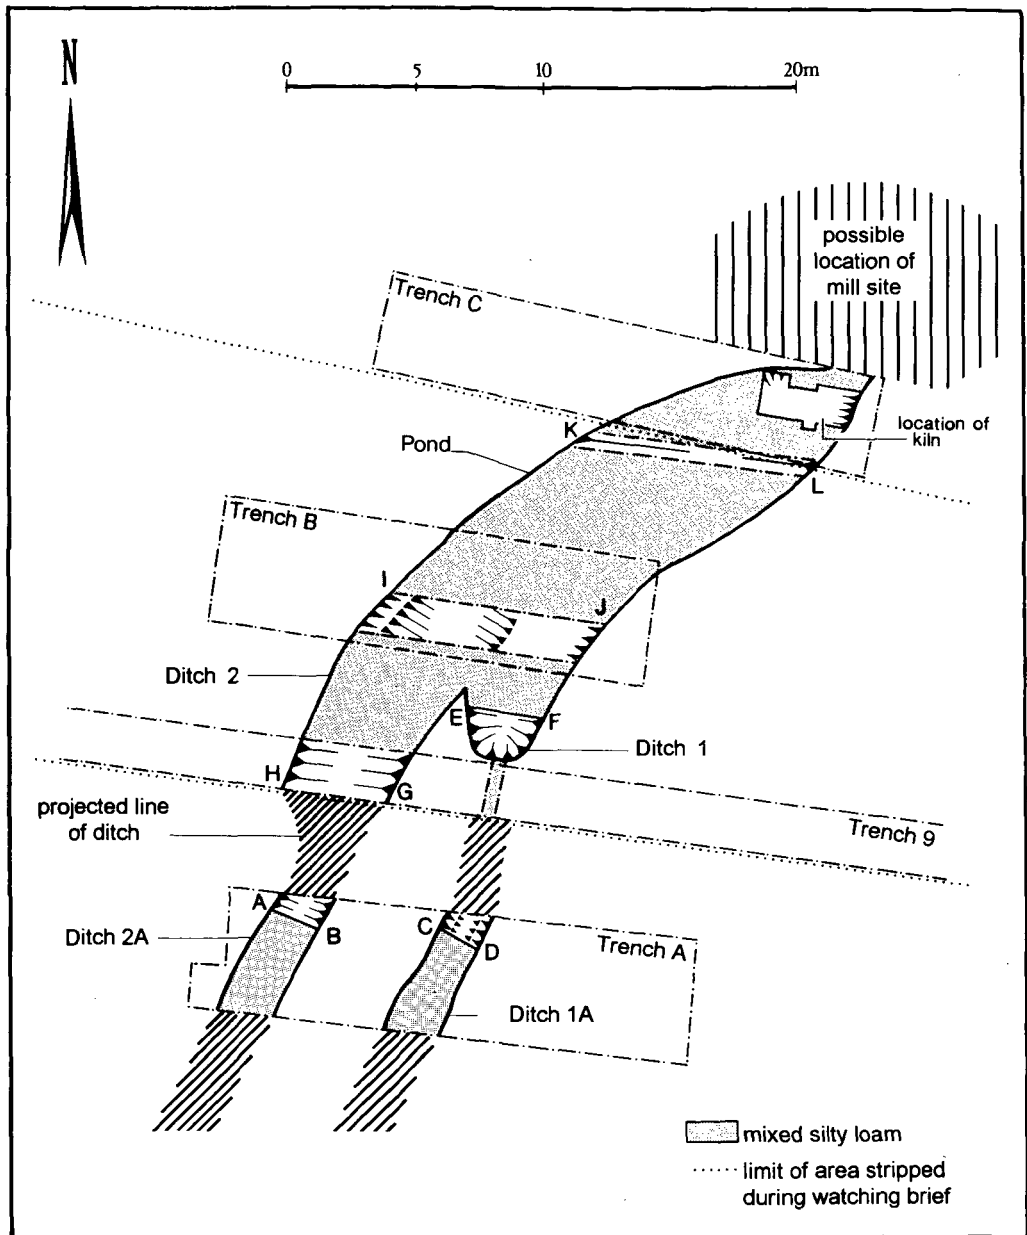 N
0 5 10 20m
possible
location of
mill site
Trench C
location of
kiln
K
Pond
L
Trench B
I
J
Ditch 2
E
F
Ditch 1
H
G
projected line
of ditch
Trench 9
A
B
C
D
Trench A
Ditch 2A
Ditch 1A
mixed silty loam
limit of area stripped
during watching brief